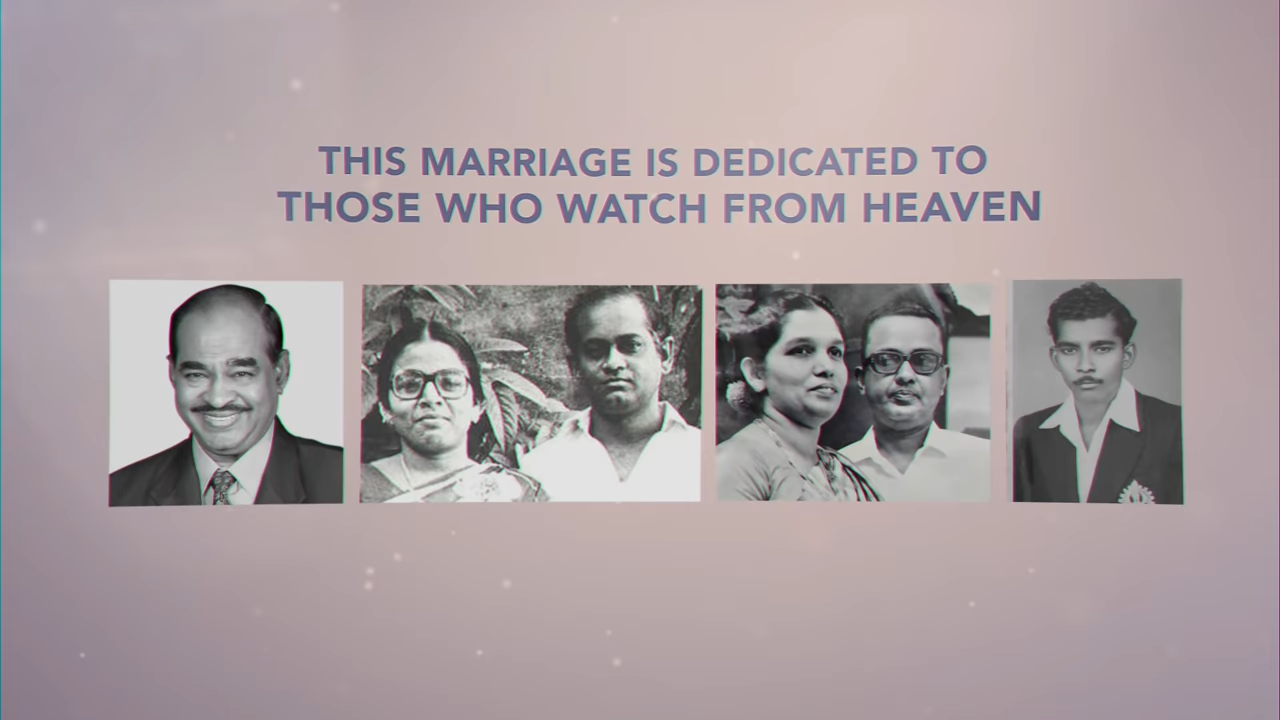 THIS MARRIAGE IS DEDICATED TO
THOSE WHO WATCH FROM HEAVEN